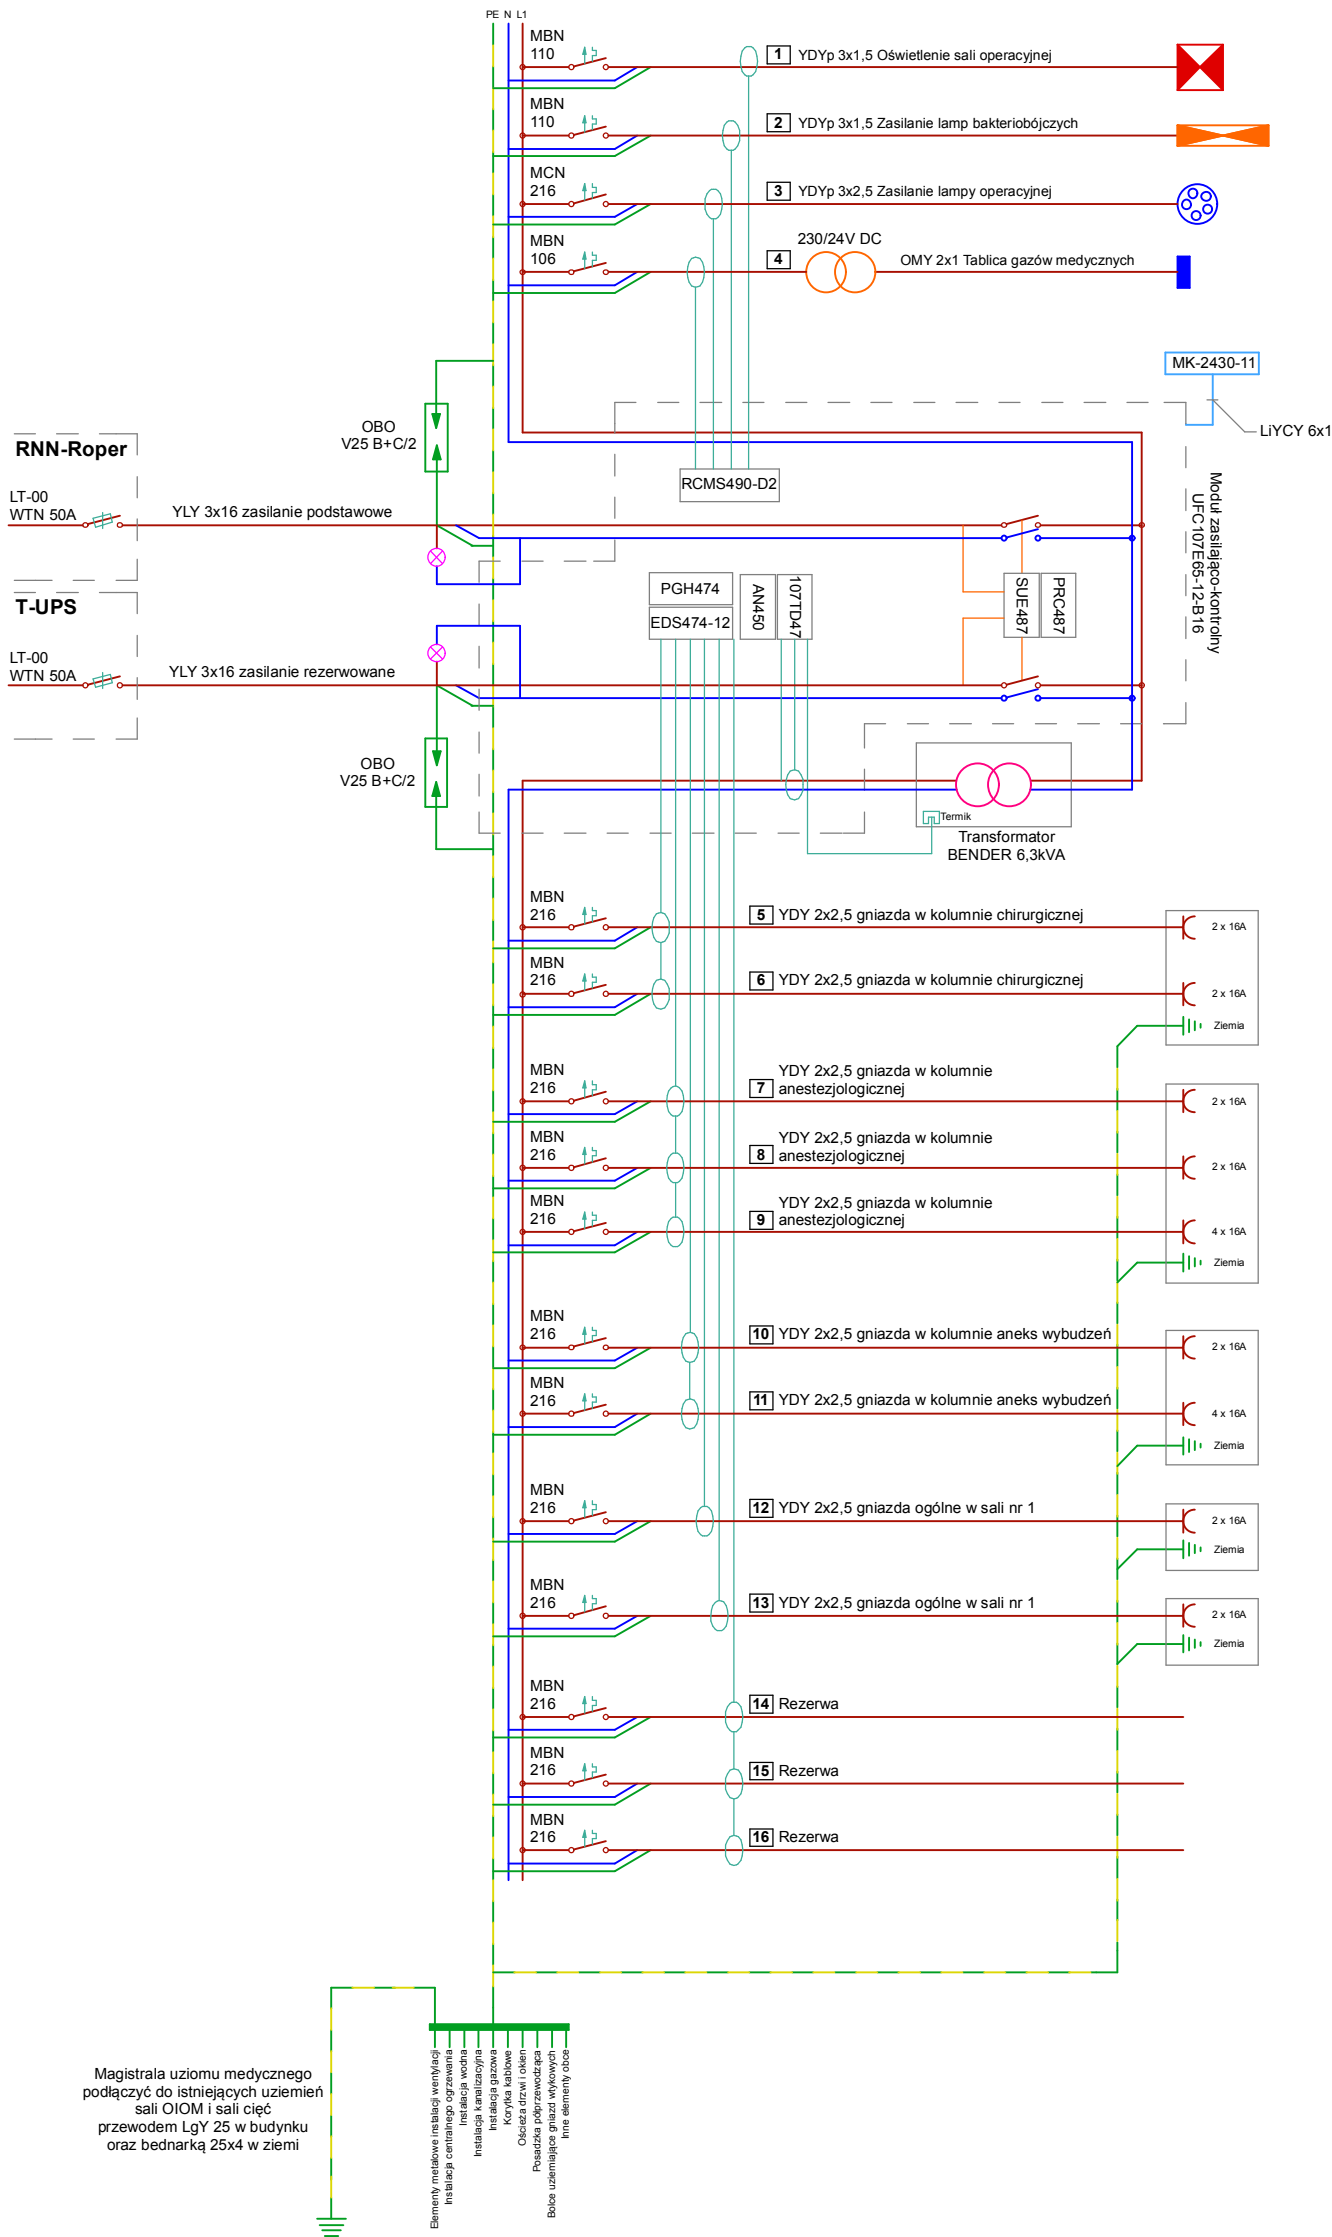 PE N L1
MBN
110
1 YDYp 3x1,5 Oświetlenie sali operacyjnej
MBN
110
2 YDYp 3x1,5 Zasilanie lamp bakteriobójczych
MCN
216
3 YDYp 3x2,5 Zasilanie lampy operacyjnej
MBN
106
4
230/24V DC
OMY 2x1 Tablica gazów medycznych
MK-2430-11
LiYCY 6x1
OBO
V25 B+C/2
RCMS490-D2
Moduł zasilająco-kontrolny
UFC107E65-12-B16
RNN-Roper
LT-00
WTN 50A
YLY 3x16 zasilanie podstawowe
PGH474
EDS474-12
AN450
107TD47
SUE487
PRC487
T-UPS
LT-00
WTN 50A
YLY 3x16 zasilanie rezerwowane
OBO
V25 B+C/2
Termik
Transformator
BENDER 6,3kVA
MBN
216
5 YDY 2x2,5 gniazda w kolumnie chirurgicznej
2 x 16A
MBN
216
6 YDY 2x2,5 gniazda w kolumnie chirurgicznej
2 x 16A
Ziemia
MBN
216
7 YDY 2x2,5 gniazda w kolumnie
anestezjologicznej
2 x 16A
MBN
216
8 YDY 2x2,5 gniazda w kolumnie
anestezjologicznej
2 x 16A
MBN
216
9 YDY 2x2,5 gniazda w kolumnie
anestezjologicznej
4 x 16A
Ziemia
MBN
216
10 YDY 2x2,5 gniazda w kolumnie aneks wybudzeń
2 x 16A
MBN
216
11 YDY 2x2,5 gniazda w kolumnie aneks wybudzeń
4 x 16A
Ziemia
MBN
216
12 YDY 2x2,5 gniazda ogólne w sali nr 1
2 x 16A
Ziemia
MBN
216
13 YDY 2x2,5 gniazda ogólne w sali nr 1
2 x 16A
Ziemia
MBN
216
14 Rezerwa
MBN
216
15 Rezerwa
MBN
216
16 Rezerwa
Magistrala uziomu medycznego
podłączyć do istniejących uziemień
sali OIOM i sali cięć
przewodem LgY 25 w budynku
oraz bednarką 25x4 w ziemi
Elementy metalowe instalacji wentylacji
Instalacja centralnego ogrzewania
Instalacja wodna
Instalacja kanalizacyjna
Instalacja gazowa
Korytka kablowe
Ościeża drzwi i okien
Posadzka półprzewodząca
Bolce uziemiające gniazd wtykowych
Inne elementy obce